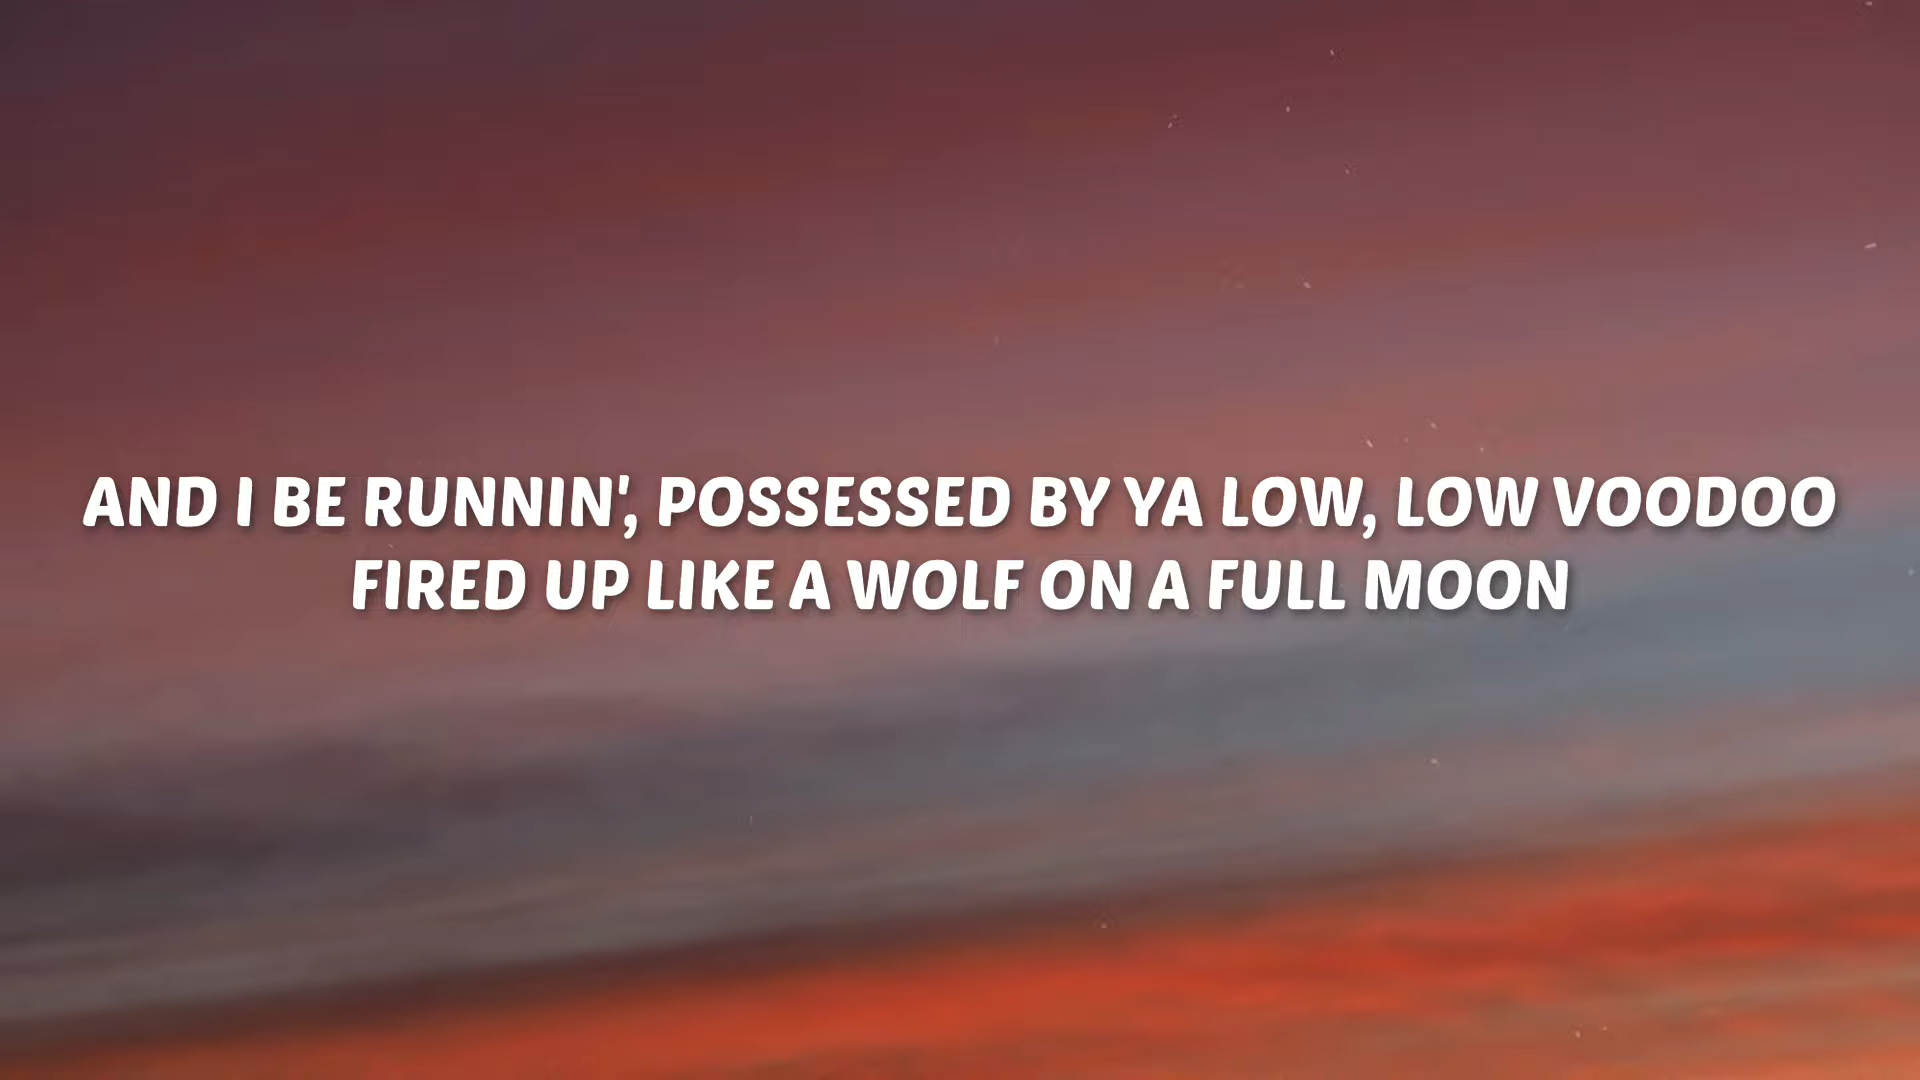 AND I BE RUNNIN', POSSESSED BY YA LOW, LOW VOODOO
FIRED UP LIKE A WOLF ON A FULL MOON